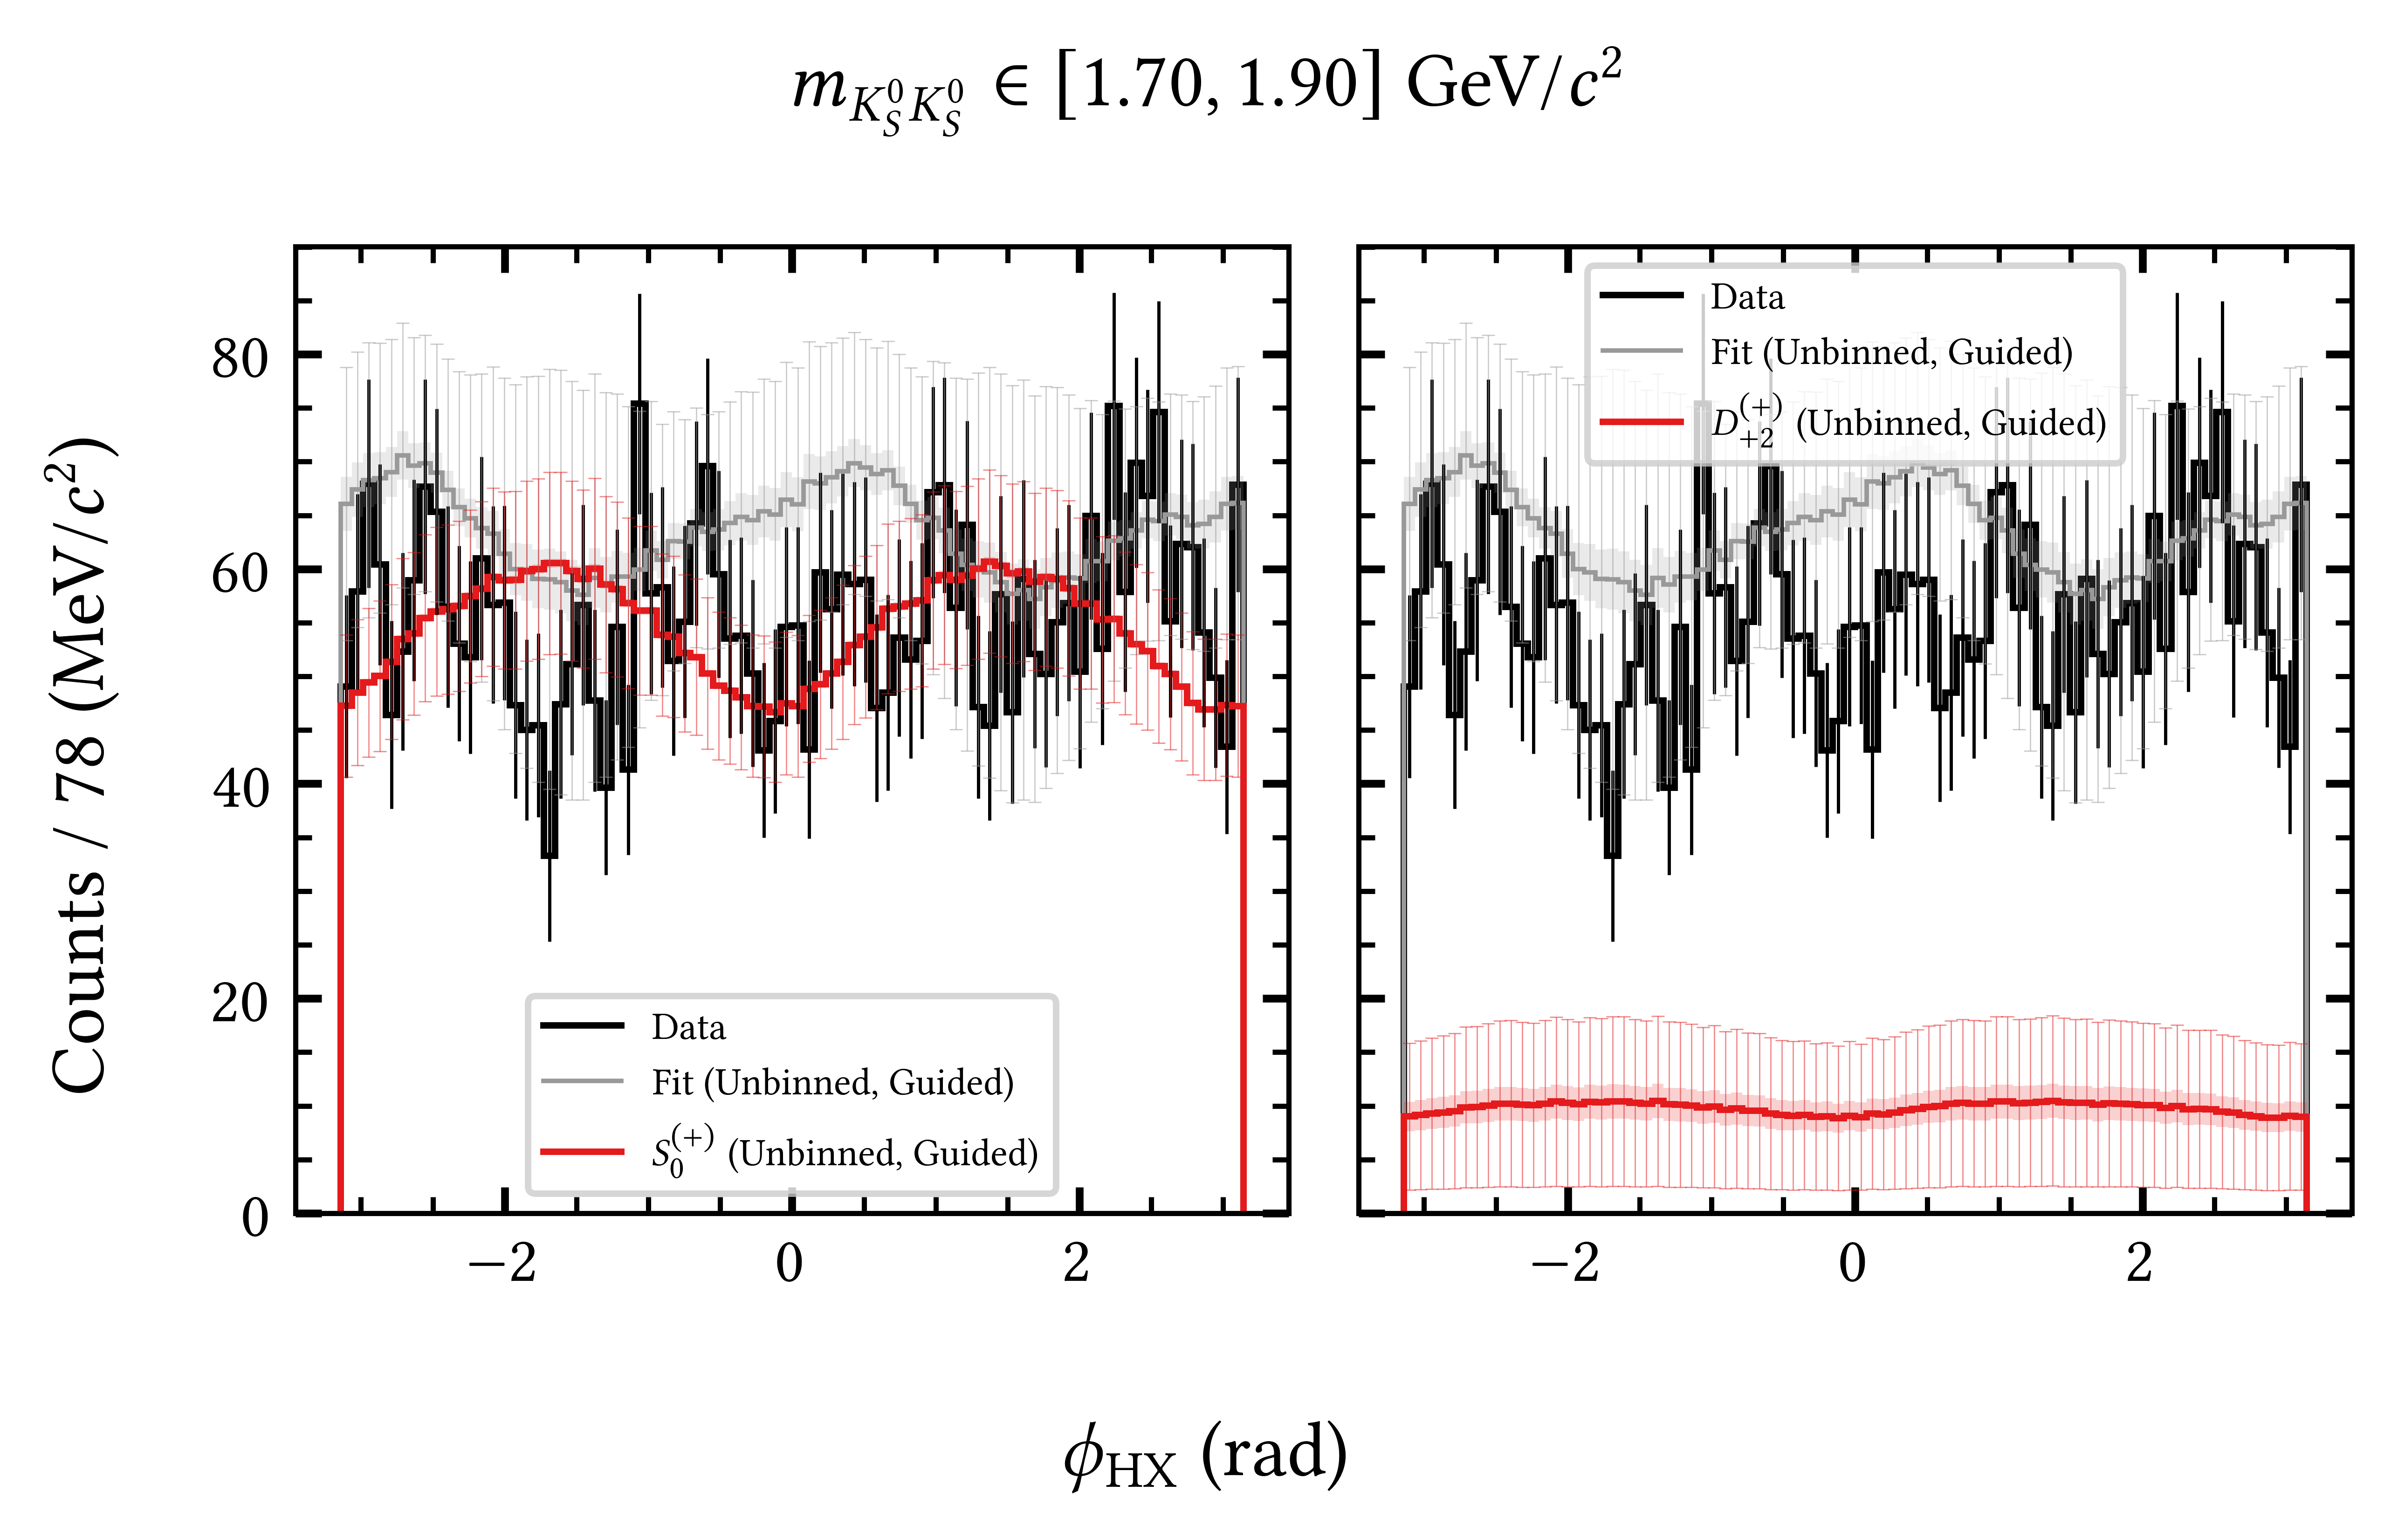 m_{K_S^0 K_S^0} ∈ [1.70, 1.90] GeV/c²
Counts / 78 (MeV/c²)
80
60
40
20
0
Data
Fit (Unbinned, Guided)
S_0^{(+)} (Unbinned, Guided)
−2 0 2
Data
Fit (Unbinned, Guided)
D_{+2}^{(+)} (Unbinned, Guided)
−2 0 2
ϕ_{HX} (rad)